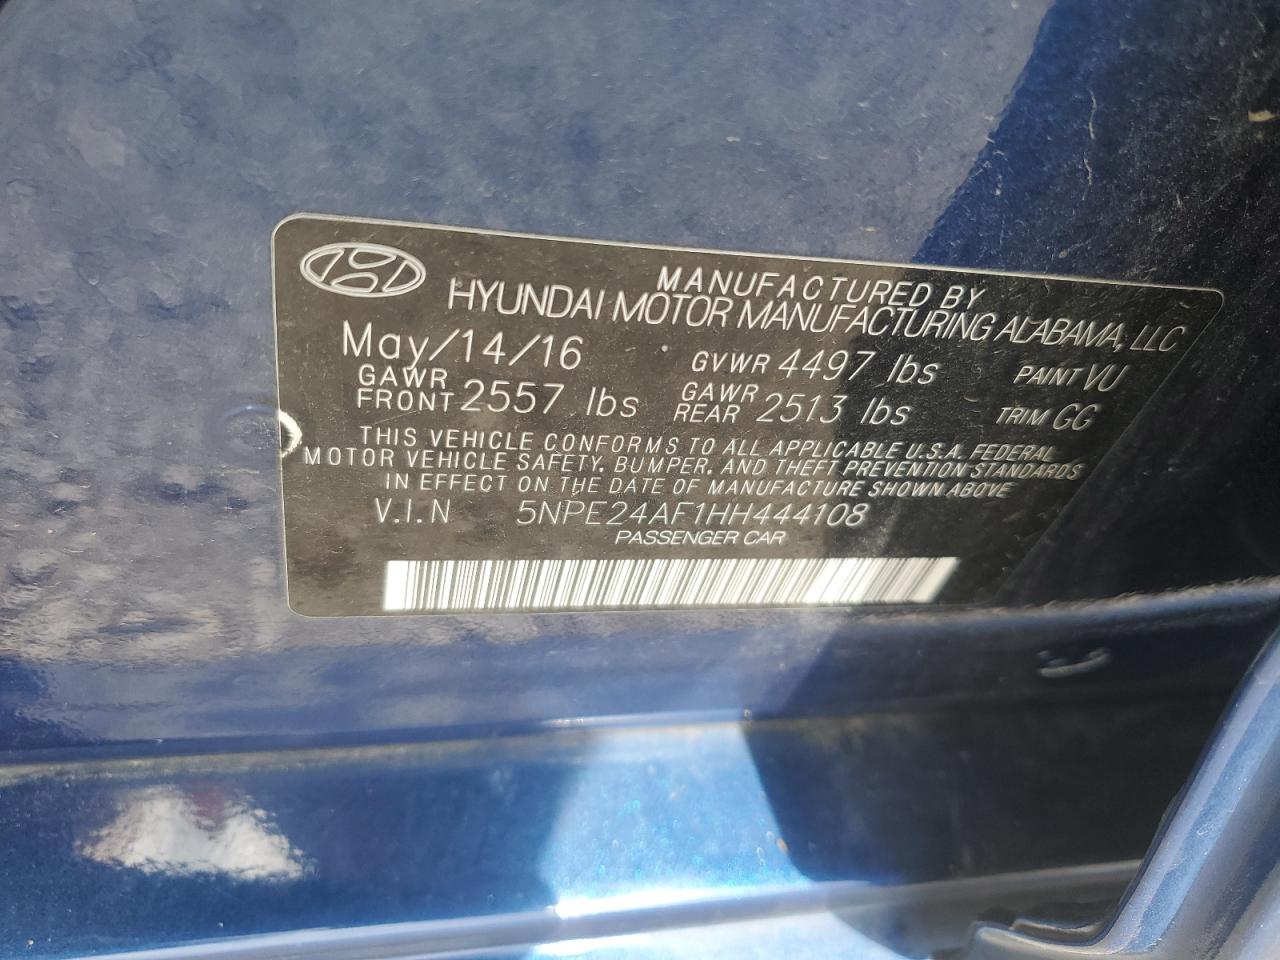 MANUFACTURED BY
HYUNDAI MOTOR MANUFACTURING ALABAMA, LLC
May/14/16 GVWR 4497 lbs PAINT VU
GAWR FRONT 2557 lbs GAWR REAR 2513 lbs TRIM GG
THIS VEHICLE CONFORMS TO ALL APPLICABLE U.S.A. FEDERAL
MOTOR VEHICLE SAFETY, BUMPER, AND THEFT PREVENTION STANDARDS
IN EFFECT ON THE DATE OF MANUFACTURE SHOWN ABOVE
V.I.N 5NPE24AF1HH444108
PASSENGER CAR